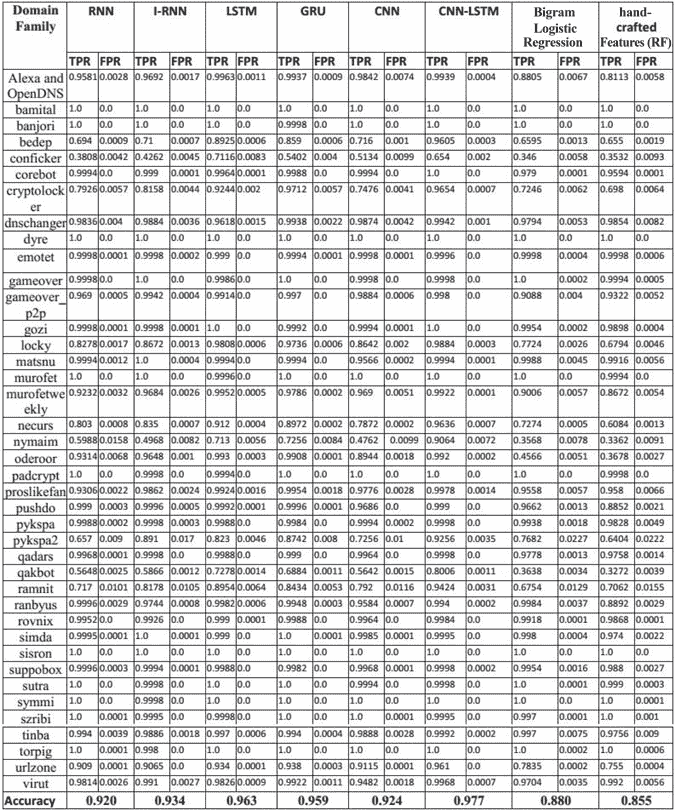 Domain Family RNN I-RNN LSTM GRU CNN CNN-LSTM Bigram Logistic Regression hand-crafted Features (RF)
TPR FPR TPR FPR TPR FPR TPR FPR TPR FPR TPR FPR TPR FPR TPR FPR
Alexa and OpenDNS 0.9581 0.0028 0.9692 0.0017 0.9963 0.0011 0.9937 0.0009 0.9842 0.0074 0.9939 0.0004 0.8805 0.0067 0.8113 0.0058
bamital 1.0 0.0 1.0 0.0 1.0 0.0 1.0 0.0 1.0 0.0 1.0 0.0 1.0 0.0 1.0 0.0
banjori 1.0 0.0 1.0 0.0 1.0 0.0 0.9998 0.0 1.0 0.0 1.0 0.0 1.0 0.0 1.0 0.0
bedep 0.694 0.0009 0.71 0.0007 0.8925 0.0006 0.859 0.0006 0.716 0.001 0.9605 0.0003 0.6595 0.0013 0.655 0.0019
conficker 0.3808 0.0042 0.4262 0.0045 0.7116 0.0083 0.5402 0.004 0.5134 0.0099 0.654 0.002 0.346 0.0058 0.3532 0.0093
corebot 0.9994 0.0 0.999 0.0001 0.9964 0.0001 0.9988 0.0 0.9994 0.0 1.0 0.0 0.979 0.0001 0.9594 0.0001
cryptolocker 0.7926 0.0057 0.8158 0.0044 0.9244 0.002 0.9712 0.0057 0.7476 0.0041 0.9654 0.0007 0.7246 0.0062 0.698 0.0064
dnschanger 0.9836 0.004 0.9884 0.0036 0.9618 0.0015 0.9938 0.0022 0.9874 0.0042 0.9942 0.001 0.9794 0.0053 0.9854 0.0082
dyre 1.0 0.0 1.0 0.0 1.0 0.0 1.0 0.0 1.0 0.0 1.0 0.0 1.0 0.0 1.0 0.0
emotet 0.9998 0.0001 0.9998 0.0002 0.999 0.0 0.9994 0.0001 0.9998 0.0001 0.9996 0.0 0.9998 0.0004 0.9998 0.0006
gameover 0.9998 0.0 1.0 0.0 0.9986 0.0 1.0 0.0 0.9998 0.0 0.9998 0.0 1.0 0.0002 0.9994 0.0005
gameover_p2p 0.969 0.0005 0.9942 0.0004 0.9914 0.0 0.997 0.0 0.9884 0.0006 0.998 0.0 0.9088 0.004 0.9322 0.0052
gozi 0.9998 0.0001 0.9998 0.0001 1.0 0.0 0.9992 0.0 0.9994 0.0001 1.0 0.0 0.9954 0.0002 0.9898 0.0004
locky 0.8278 0.0017 0.8672 0.0013 0.9808 0.0006 0.9736 0.0006 0.8642 0.002 0.9884 0.0003 0.7724 0.0026 0.6794 0.0046
matsnu 0.9994 0.0012 1.0 0.0004 0.9994 0.0 0.9994 0.0 0.9566 0.0002 0.9994 0.0001 0.9988 0.0045 0.9916 0.0056
murofet 1.0 0.0 1.0 0.0 0.9996 0.0 1.0 0.0 1.0 0.0 1.0 0.0 1.0 0.0 0.9994 0.0
murofetweekly 0.9232 0.0032 0.9684 0.0026 0.9952 0.0005 0.9786 0.0002 0.969 0.0051 0.9922 0.0001 0.9006 0.0057 0.8672 0.0054
necurs 0.803 0.0008 0.835 0.0007 0.912 0.0004 0.8972 0.0002 0.7872 0.0002 0.9636 0.0007 0.7274 0.0005 0.6084 0.0013
nymaim 0.5988 0.0158 0.4968 0.0082 0.713 0.0056 0.7256 0.0084 0.4762 0.0099 0.9064 0.0072 0.3568 0.0078 0.3362 0.0091
oderoor 0.9314 0.0068 0.9648 0.001 0.993 0.0003 0.9908 0.0001 0.8944 0.0018 0.992 0.0002 0.4566 0.0051 0.3678 0.0027
padcrypt 1.0 0.0 0.9998 0.0 0.9994 0.0 1.0 0.0 1.0 0.0 1.0 0.0 1.0 0.0 0.9998 0.0
proslikefan 0.9306 0.0022 0.9862 0.0024 0.9924 0.0016 0.9954 0.0018 0.9776 0.0028 0.9978 0.0014 0.9558 0.0057 0.958 0.0066
pushdo 0.999 0.0003 0.9996 0.0005 0.9992 0.0001 0.9996 0.0001 0.9686 0.0 0.999 0.0 0.9662 0.0013 0.8852 0.0021
pykspa 0.9988 0.0002 0.9998 0.0003 0.9988 0.0 0.9984 0.0 0.9994 0.0002 0.9998 0.0 0.9938 0.0018 0.9828 0.0049
pykspa2 0.657 0.009 0.891 0.017 0.823 0.0046 0.8742 0.008 0.7256 0.01 0.9256 0.0035 0.7682 0.0227 0.6404 0.0222
qadars 0.9968 0.0001 0.9998 0.0 0.9988 0.0 0.999 0.0 0.9964 0.0 0.9998 0.0 0.9778 0.0013 0.9758 0.0014
qakbot 0.5648 0.0025 0.5866 0.0012 0.7278 0.0014 0.6884 0.0011 0.5642 0.0015 0.8006 0.0011 0.3638 0.0034 0.3272 0.0039
ramnit 0.717 0.0101 0.8178 0.0105 0.8954 0.0064 0.8434 0.0053 0.792 0.0116 0.9424 0.0031 0.6754 0.0129 0.7062 0.0155
ranbyus 0.9996 0.0029 0.9744 0.0008 0.9982 0.0006 0.9948 0.0003 0.9584 0.0007 0.994 0.0002 0.9984 0.0037 0.8892 0.0029
rovnix 0.9952 0.0 0.9926 0.0 0.999 0.0001 0.9988 0.0 0.9964 0.0 0.9984 0.0 0.9918 0.0001 0.9868 0.0001
simda 0.9995 0.0001 1.0 0.0001 0.999 0.0 1.0 0.0001 0.9985 0.0001 0.9995 0.0 0.998 0.0004 0.974 0.0022
sisron 1.0 0.0 1.0 0.0 1.0 0.0 1.0 0.0 1.0 0.0 1.0 0.0 1.0 0.0 1.0 0.0
suppobox 0.9996 0.0003 0.9994 0.0001 0.9988 0.0 0.9982 0.0 0.9968 0.0001 0.9998 0.0002 0.9954 0.0016 0.988 0.0027
sutra 1.0 0.0 0.9998 0.0 1.0 0.0 1.0 0.0 0.9994 0.0 0.9998 0.0 1.0 0.0001 0.999 0.0003
symmi 1.0 0.0 0.9998 0.0 1.0 0.0 1.0 0.0 1.0 0.0 1.0 0.0 1.0 0.0 1.0 0.0001
szribi 1.0 0.0001 0.9995 0.0 0.9998 0.0 1.0 0.0 1.0 0.0001 0.9995 0.0 0.997 0.0001 1.0 0.001
tinba 0.994 0.0039 0.9886 0.0018 0.997 0.0006 0.994 0.0004 0.9888 0.0028 0.9992 0.0002 0.997 0.0075 0.9756 0.009
torpig 1.0 0.0001 0.998 0.0 1.0 0.0 1.0 0.0 1.0 0.0 1.0 0.0 1.0 0.0002 1.0 0.0006
urlzone 0.909 0.0001 0.9065 0.0 0.934 0.0001 0.938 0.0003 0.9115 0.0001 0.961 0.0 0.7835 0.0002 0.755 0.0004
virut 0.9814 0.0026 0.991 0.0027 0.9826 0.0009 0.9922 0.0011 0.9482 0.0018 0.9968 0.0007 0.9704 0.0035 0.992 0.0056
Accuracy 0.920 0.934 0.963 0.959 0.924 0.977 0.880 0.855